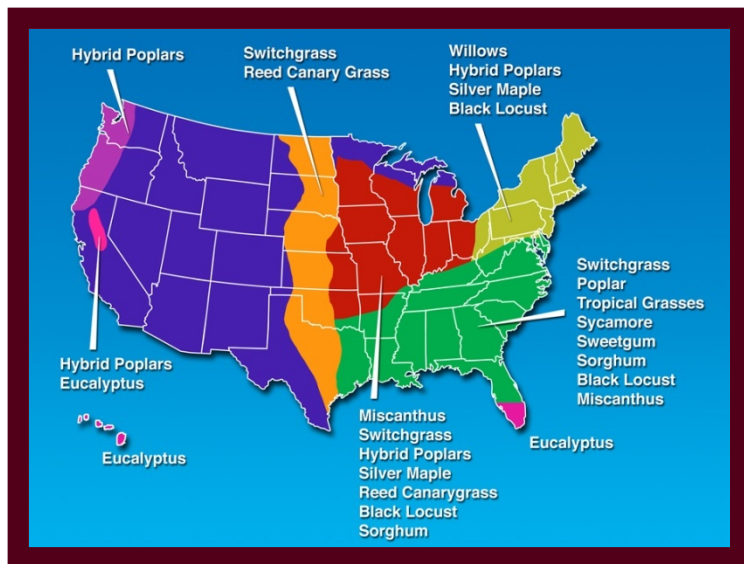 Hybrid Poplars
Switchgrass
Reed Canary Grass
Willows
Hybrid Poplars
Silver Maple
Black Locust
Switchgrass
Poplar
Tropical Grasses
Sycamore
Sweetgum
Sorghum
Black Locust
Miscanthus
Hybrid Poplars
Eucalyptus
Miscanthus
Switchgrass
Hybrid Poplars
Silver Maple
Reed Canarygrass
Black Locust
Sorghum
Eucalyptus
Eucalyptus